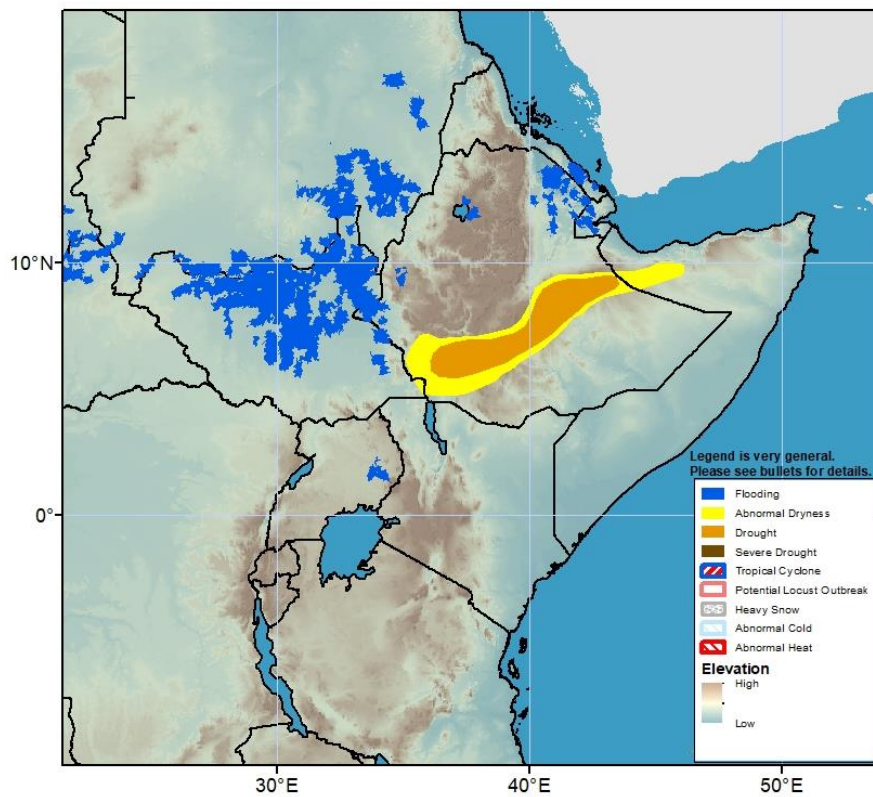 10°N
0°
30°E
40°E
50°E
Legend is very general.
Please see bullets for details.
Flooding
Abnormal Dryness
Drought
Severe Drought
Tropical Cyclone
Potential Locust Outbreak
Heavy Snow
Abnormal Cold
Abnormal Heat
Elevation
High
Low